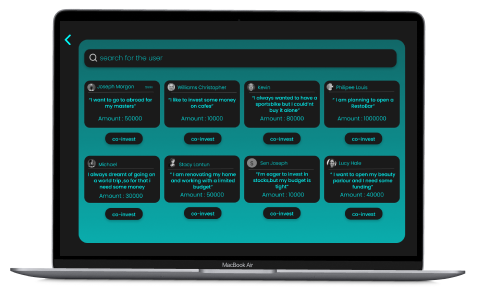 search for the user
Joseph Morgan
"I want to go to abroad for
my masters"
Amount : 50000
co-invest
Williams Christopher
"I like to invest some money
on cafes"
Amount : 10000
co-invest
Kevin
"I always wanted to have a
sportsbike but I could'nt
buy it alone"
Amount : 80000
co-invest
Philipee Louis
" I am planning to open a
RestoBar"
Amount : 1000000
co-invest
Michael
I always dreamt of going on
a world trip,so for that I
need some money
Amount : 30000
co-invest
Stacy Linton
" I am renovating my home
and working with a limited
budget"
Amount : 50000
co-invest
Sen Joseph
"I'm eager to invest in
stocks,but my budget is
tight"
Amount : 10000
co-invest
Lucy Hale
" I want to open my beauty
parlour and I need some
funding"
Amount : 40000
co-invest
MacBook Air